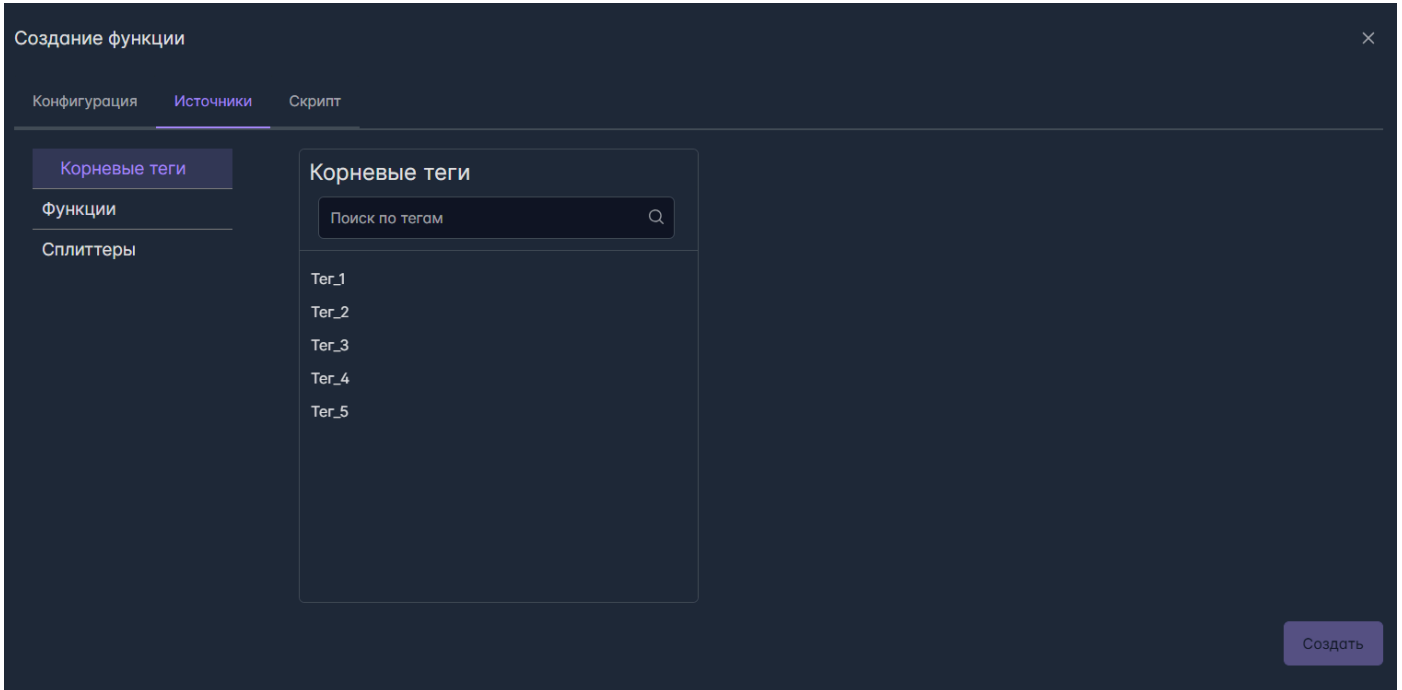 Создание функции
Конфигурация Источники Скрипт
Корневые теги
Функции
Сплиттеры
Корневые теги
Поиск по тегам
Тег_1
Тег_2
Тег_3
Тег_4
Тег_5
Создать